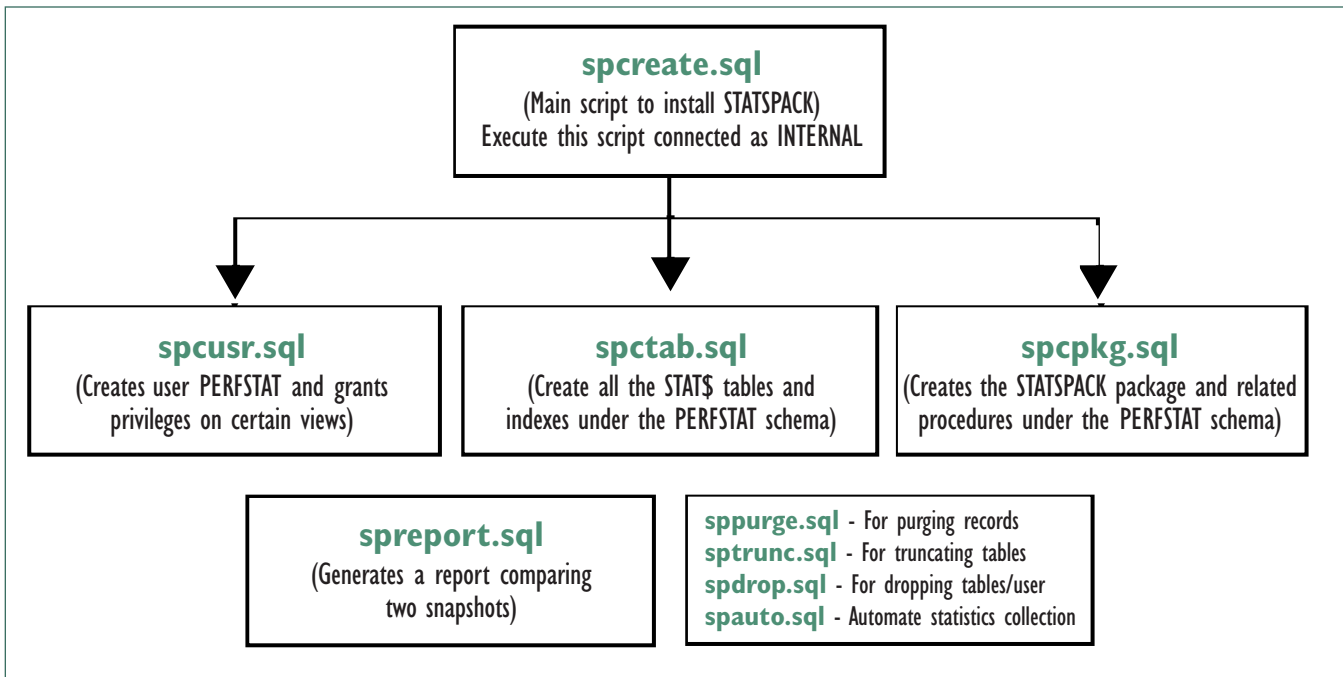 spcreate.sql
(Main script to install STATSPACK)
Execute this script connected as INTERNAL
spcusr.sql
(Creates user PERFSTAT and grants
privileges on certain views)
spctab.sql
(Create all the STAT$ tables and
indexes under the PERFSTAT schema)
spcpkg.sql
(Creates the STATSPACK package and related
procedures under the PERFSTAT schema)
spreport.sql
(Generates a report comparing
two snapshots)
sppurge.sql - For purging records
sptrunc.sql - For truncating tables
spdrop.sql - For dropping tables/user
spauto.sql - Automate statistics collection